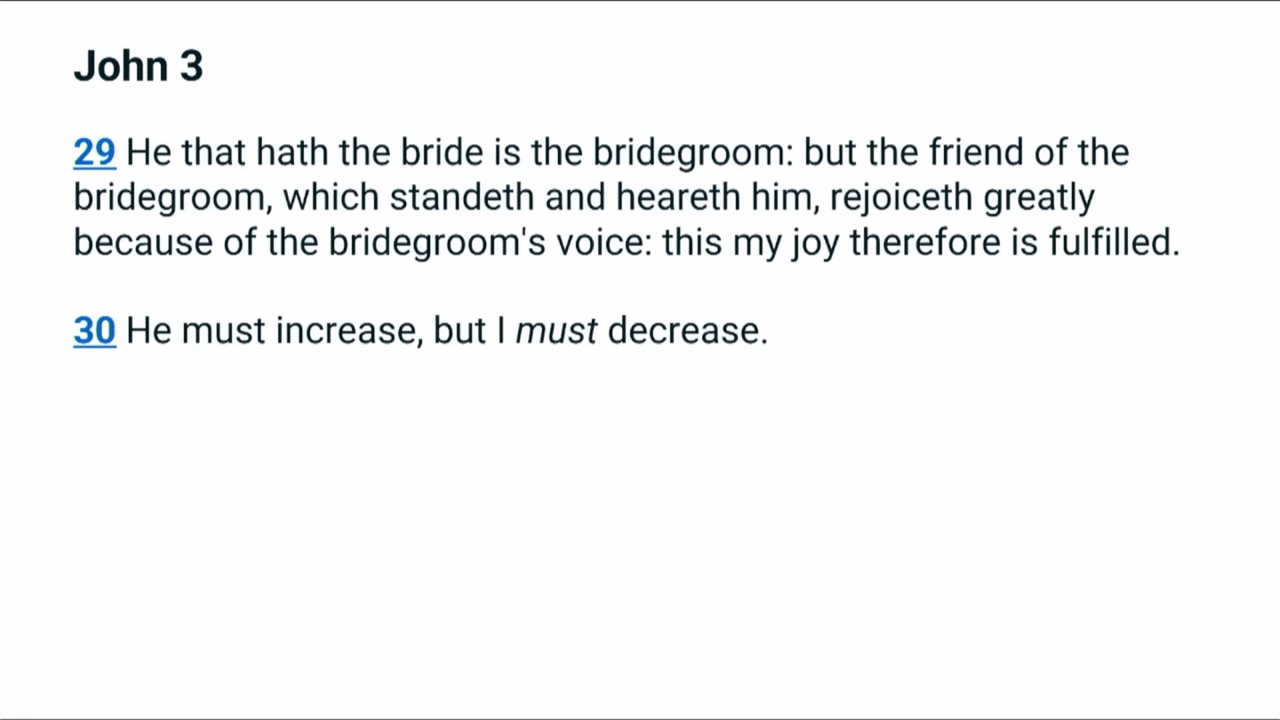 John 3
29 He that hath the bride is the bridegroom: but the friend of the
bridegroom, which standeth and heareth him, rejoiceth greatly
because of the bridegroom's voice: this my joy therefore is fulfilled.
30 He must increase, but I must decrease.